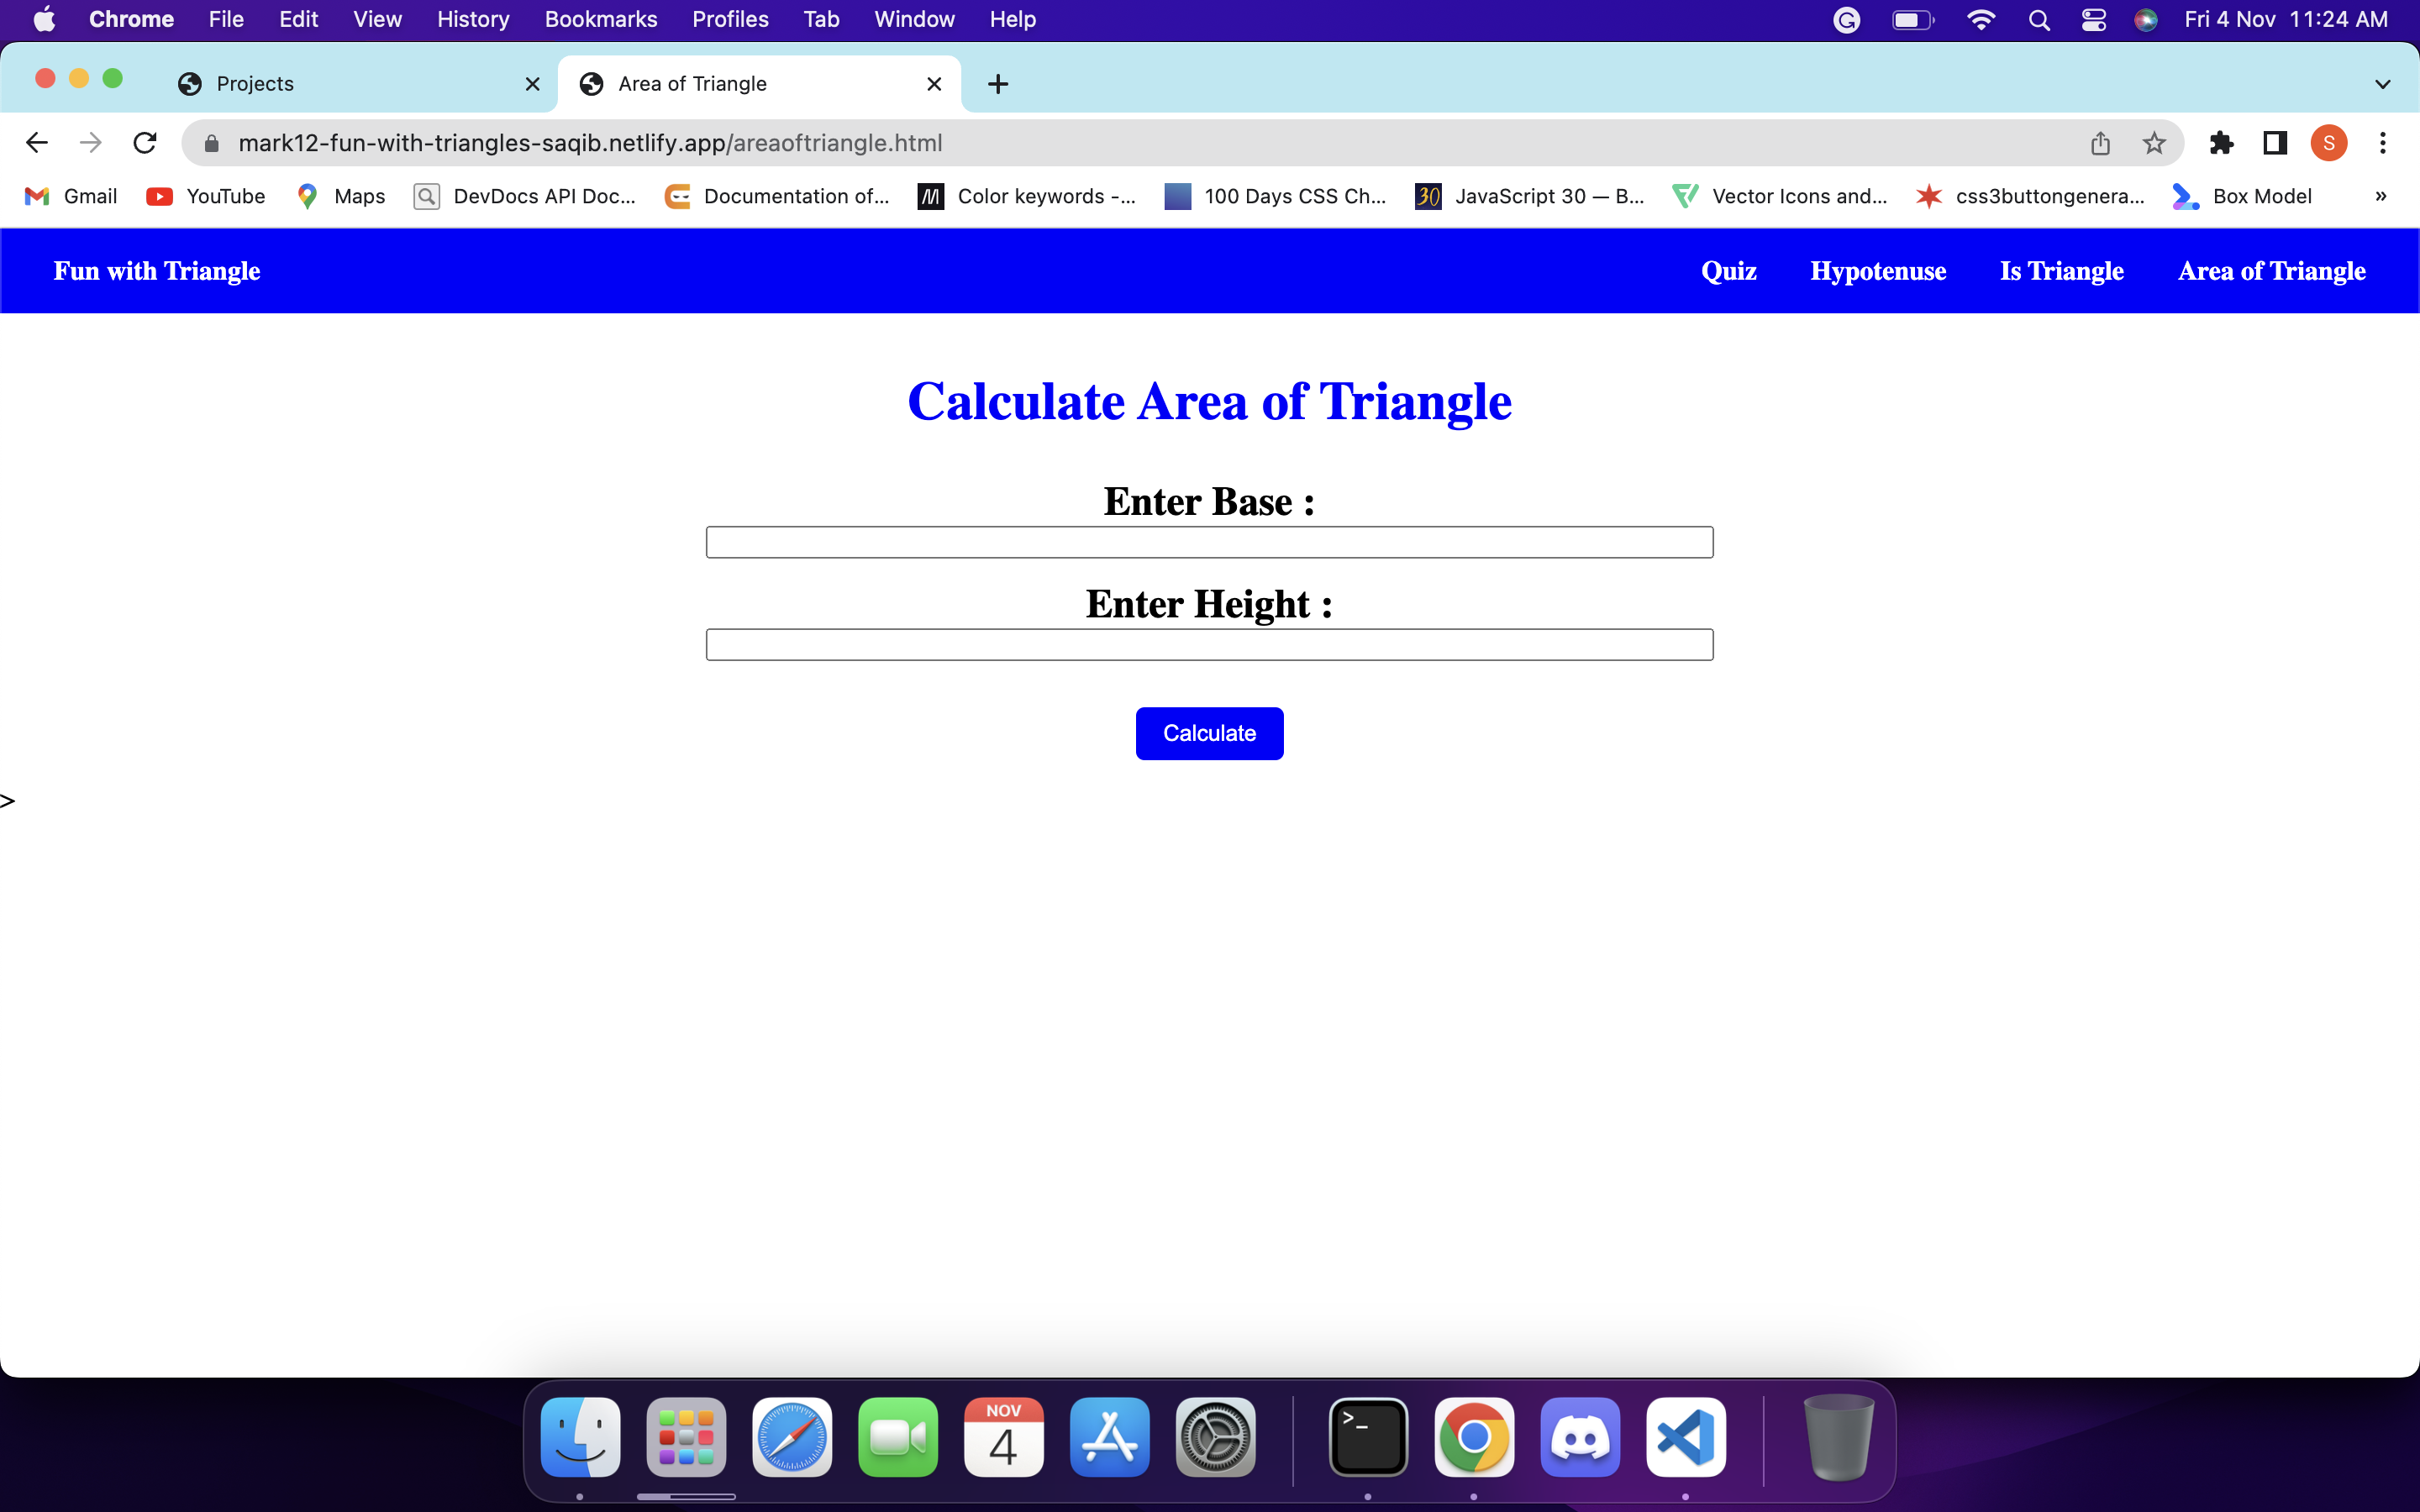 Chrome File Edit View History Bookmarks Profiles Tab Window Help Fri 4 Nov 11:24 AM
Projects Area of Triangle
mark12-fun-with-triangles-saqib.netlify.app/areaoftriangle.html S
Gmail YouTube Maps DevDocs API Doc... Documentation of... Color keywords -... 100 Days CSS Ch... 30 JavaScript 30 — B... Vector Icons and... css3buttongenera... Box Model »
Fun with Triangle Quiz Hypotenuse Is Triangle Area of Triangle
Calculate Area of Triangle
Enter Base :
Enter Height :
Calculate
>
NOV
4
>_